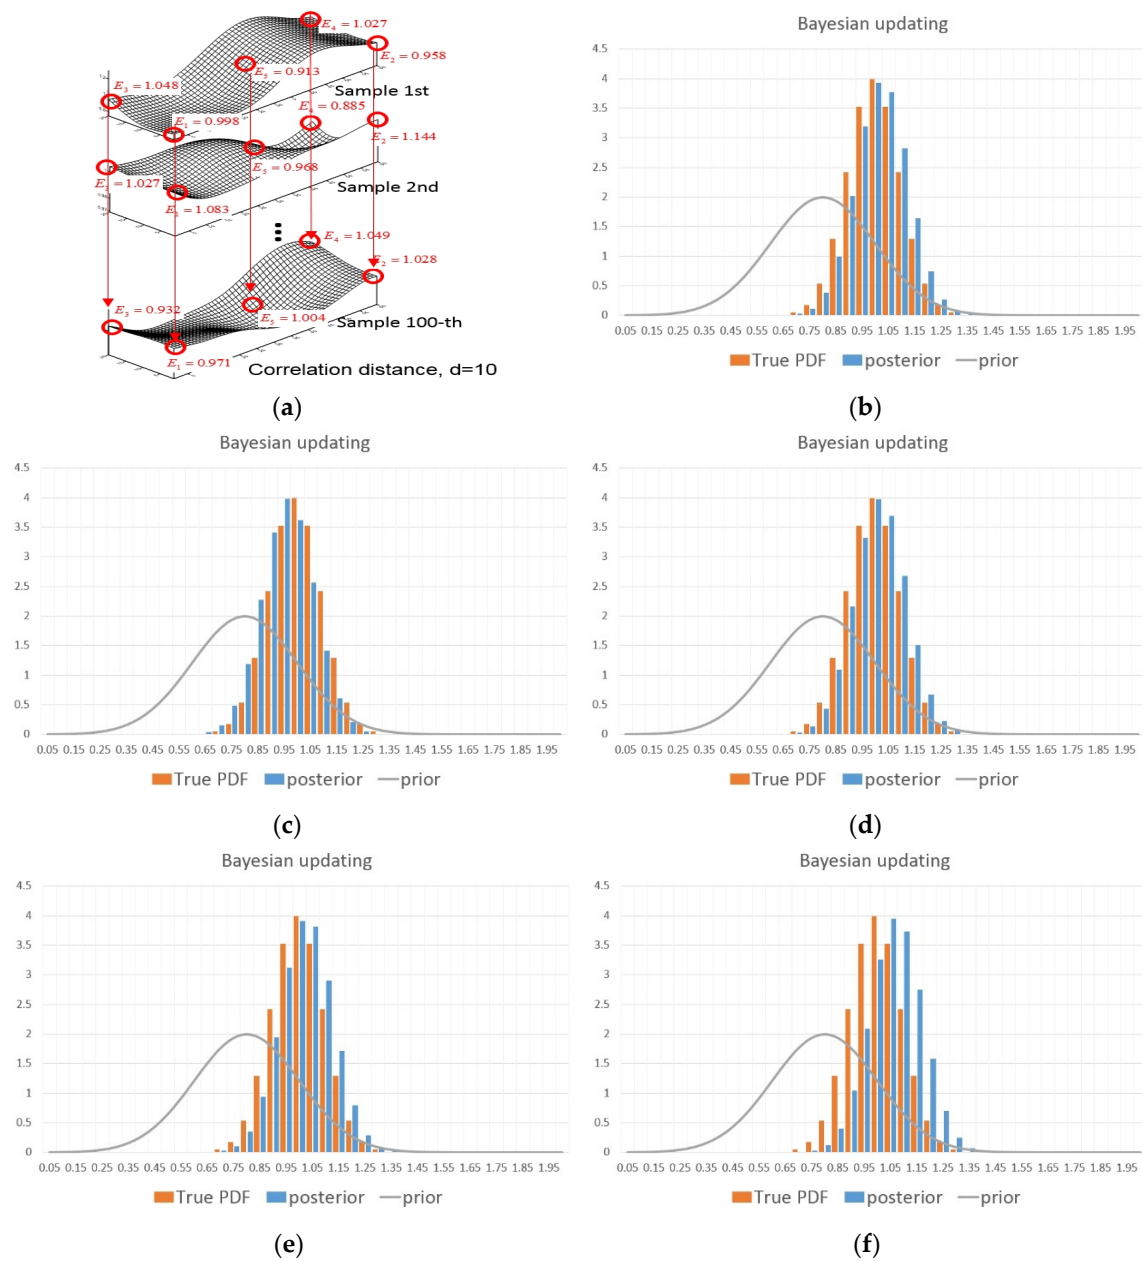 E₄ = 1.027
E₂ = 0.958
E₅ = 0.913
E₃ = 1.048
Sample 1st
E₁ = 0.998
E₄ = 0.885
E₂ = 1.144
E₅ = 0.968
E₃ = 1.027
Sample 2nd
E₁ = 1.083
⋮
E₄ = 1.049
E₂ = 1.028
E₃ = 0.932
E₅ = 1.004
Sample 100-th
E₁ = 0.971
Correlation distance, d=10
(a)
Bayesian updating
4.5
4
3.5
3
2.5
2
1.5
1
0.5
0
0.05 0.15 0.25 0.35 0.45 0.55 0.65 0.75 0.85 0.95 1.05 1.15 1.25 1.35 1.45 1.55 1.65 1.75 1.85 1.95
True PDF posterior prior
(b)
Bayesian updating
4.5
4
3.5
3
2.5
2
1.5
1
0.5
0
0.05 0.15 0.25 0.35 0.45 0.55 0.65 0.75 0.85 0.95 1.05 1.15 1.25 1.35 1.45 1.55 1.65 1.75 1.85 1.95
True PDF posterior prior
(c)
Bayesian updating
4.5
4
3.5
3
2.5
2
1.5
1
0.5
0
0.05 0.15 0.25 0.35 0.45 0.55 0.65 0.75 0.85 0.95 1.05 1.15 1.25 1.35 1.45 1.55 1.65 1.75 1.85 1.95
True PDF posterior prior
(d)
Bayesian updating
4.5
4
3.5
3
2.5
2
1.5
1
0.5
0
0.05 0.15 0.25 0.35 0.45 0.55 0.65 0.75 0.85 0.95 1.05 1.15 1.25 1.35 1.45 1.55 1.65 1.75 1.85 1.95
True PDF posterior prior
(e)
Bayesian updating
4.5
4
3.5
3
2.5
2
1.5
1
0.5
0
0.05 0.15 0.25 0.35 0.45 0.55 0.65 0.75 0.85 0.95 1.05 1.15 1.25 1.35 1.45 1.55 1.65 1.75 1.85 1.95
True PDF posterior prior
(f)